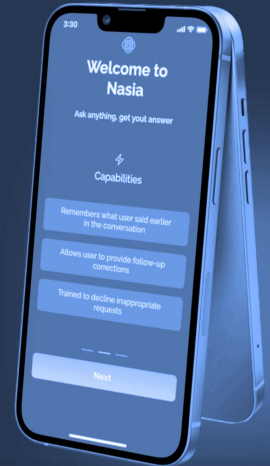 3:30
Welcome to
Nasia
Ask anything, get yout answer
Capabilities
Remembers what user said earlier
in the conversation
Allows user to provide follow-up
corrections
Trained to decline inappropriate
requests
Next